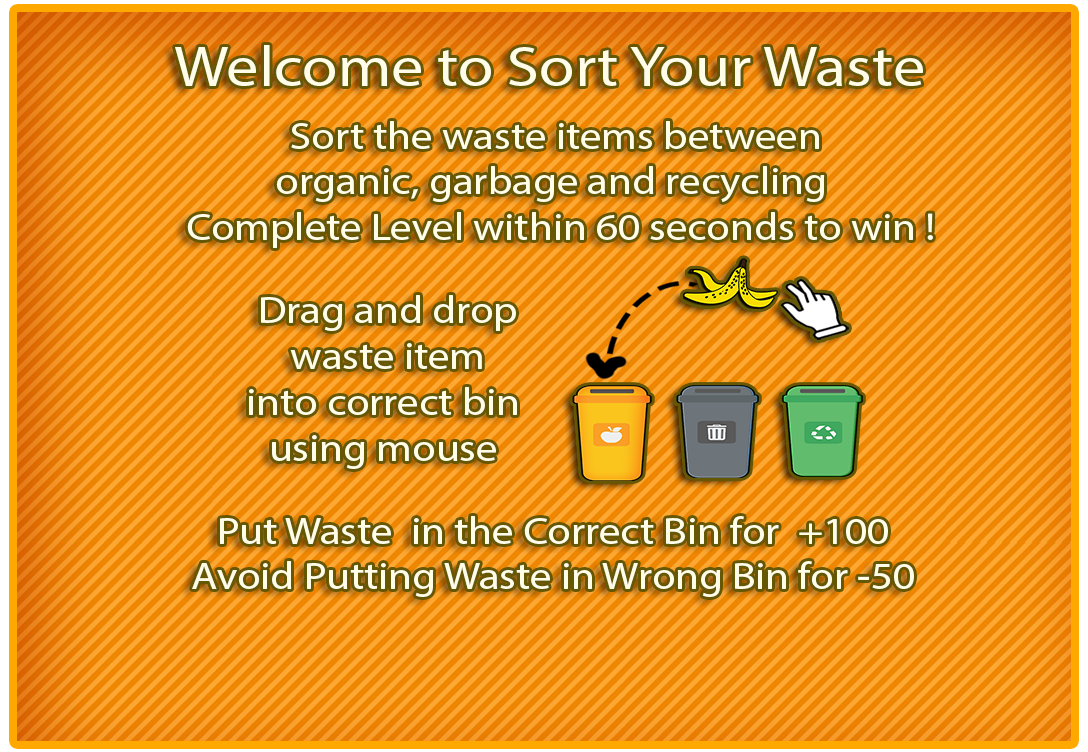 Welcome to Sort Your Waste
Sort the waste items between
organic, garbage and recycling
Complete Level within 60 seconds to win !
Drag and drop
waste item
into correct bin
using mouse
Put Waste  in the Correct Bin for  +100
Avoid Putting Waste in Wrong Bin for -50